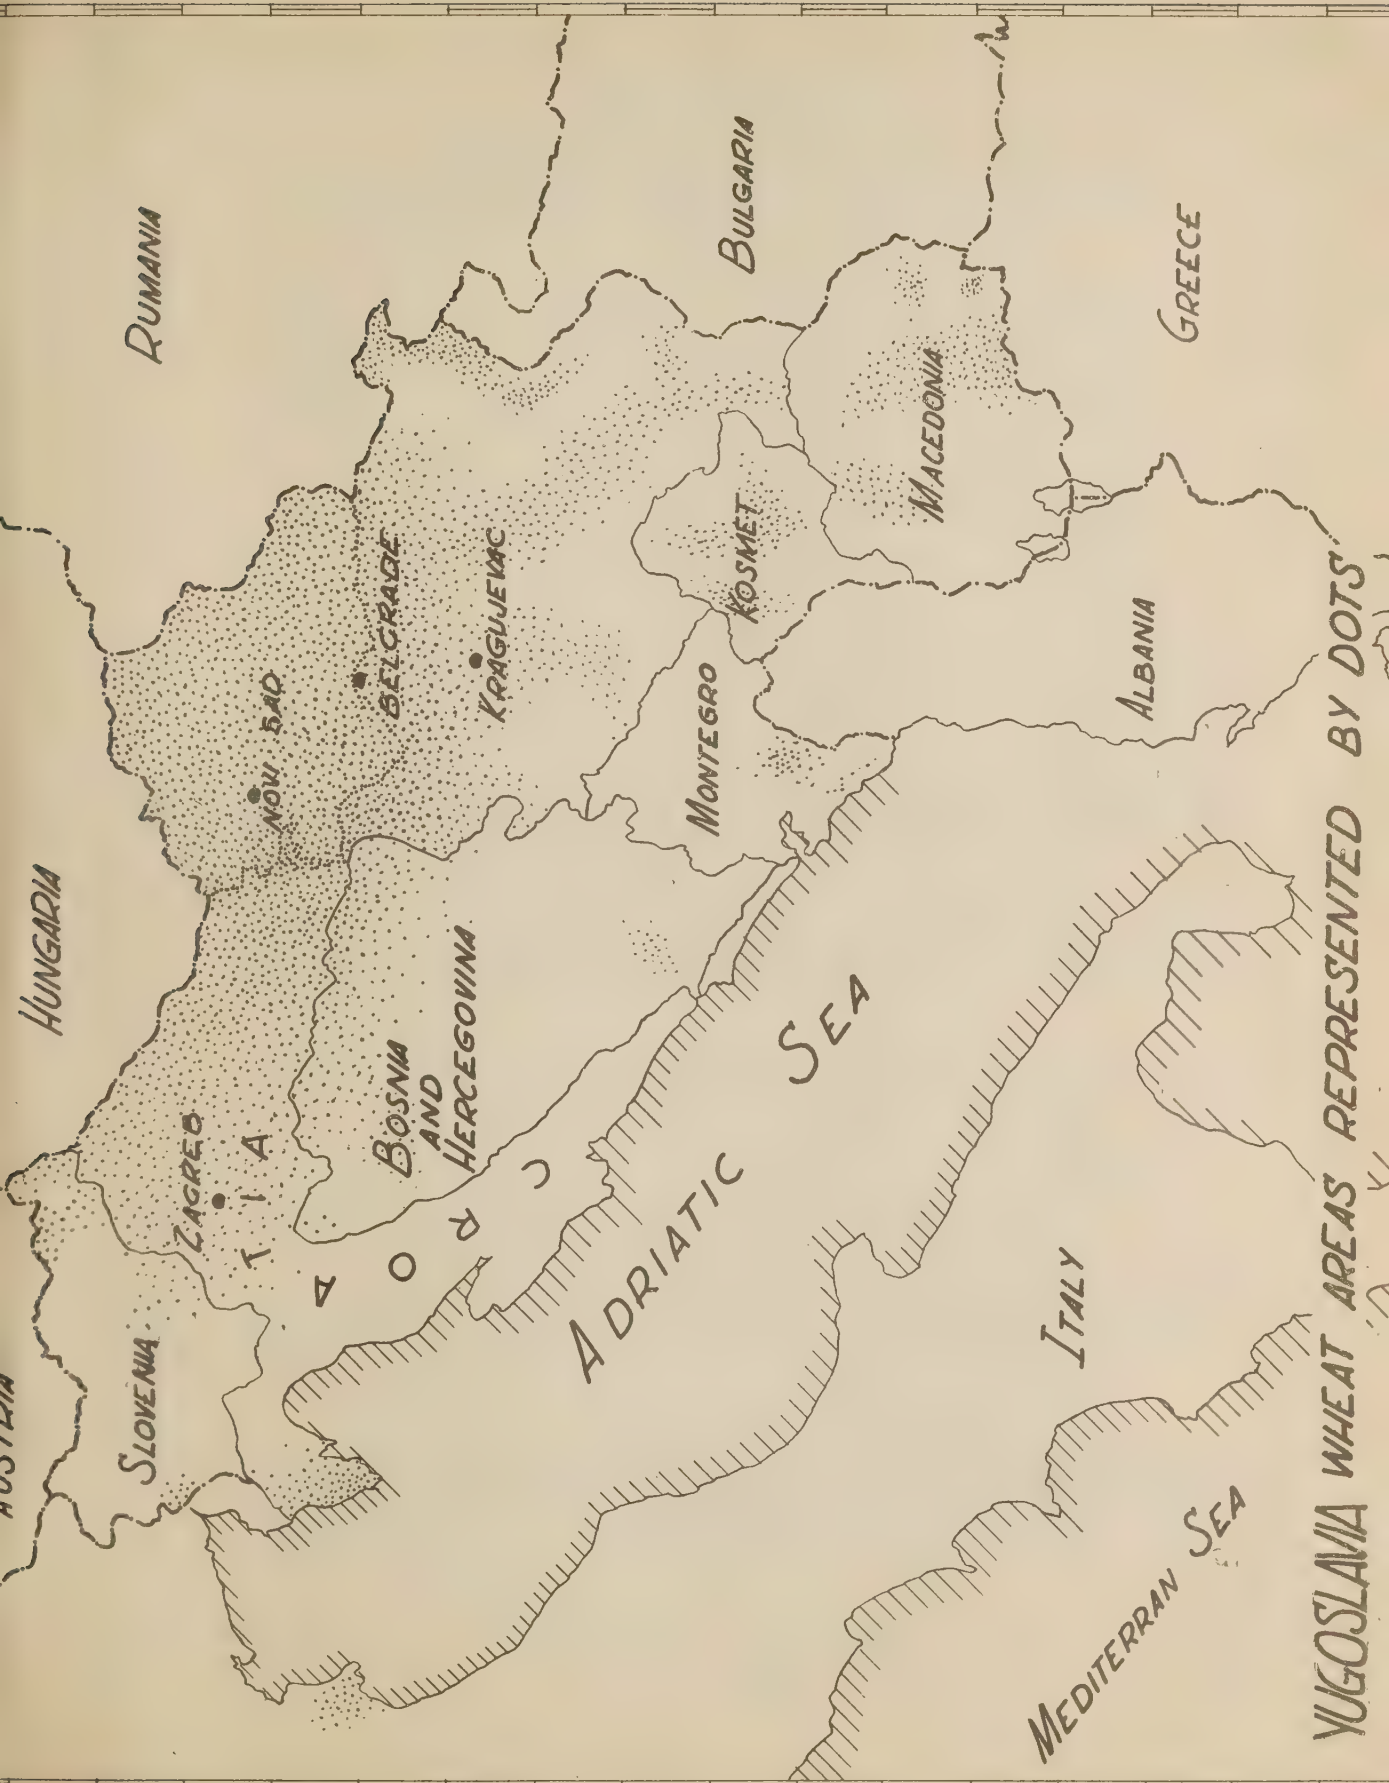 AUSTRIA
HUNGARIA
RUMANIA
SLOVENIA
ZAGREB
CROATIA
NOVI SAD
BELGRADE
KRAGUJEVAC
BOSNIA
AND
HERCEGOVINA
MONTEGRO
KOSMET
MACEDONIA
BULGARIA
GREECE
ALBANIA
ADRIATIC SEA
ITALY
MEDITERRAN SEA
YUGOSLAVIA WHEAT AREAS REPRESENTED BY DOTS